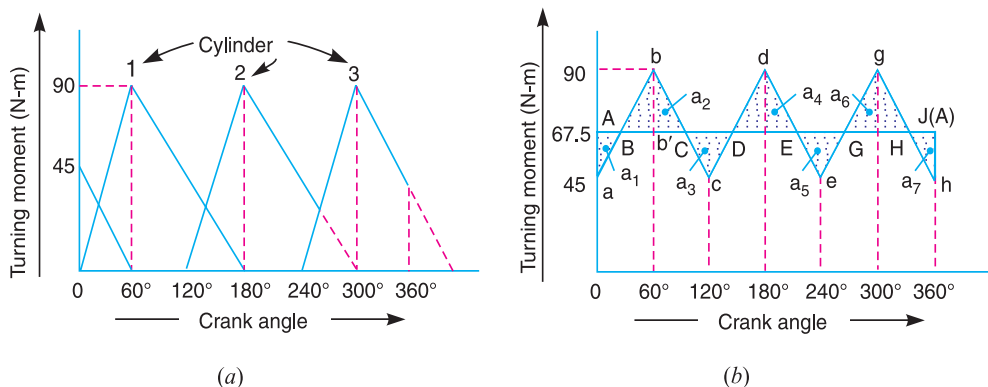 Turning moment (N-m)
Cylinder
1 2 3
90
45
0 60° 120° 180° 240° 300° 360°
Crank angle
(a)
Turning moment (N-m)
b d g
90
a₂ a₄ a₆
A J(A)
67.5
B b′ C D E G H
45 a a₁ a₃ c a₅ e a₇ h
0 60° 120° 180° 240° 300° 360°
Crank angle
(b)